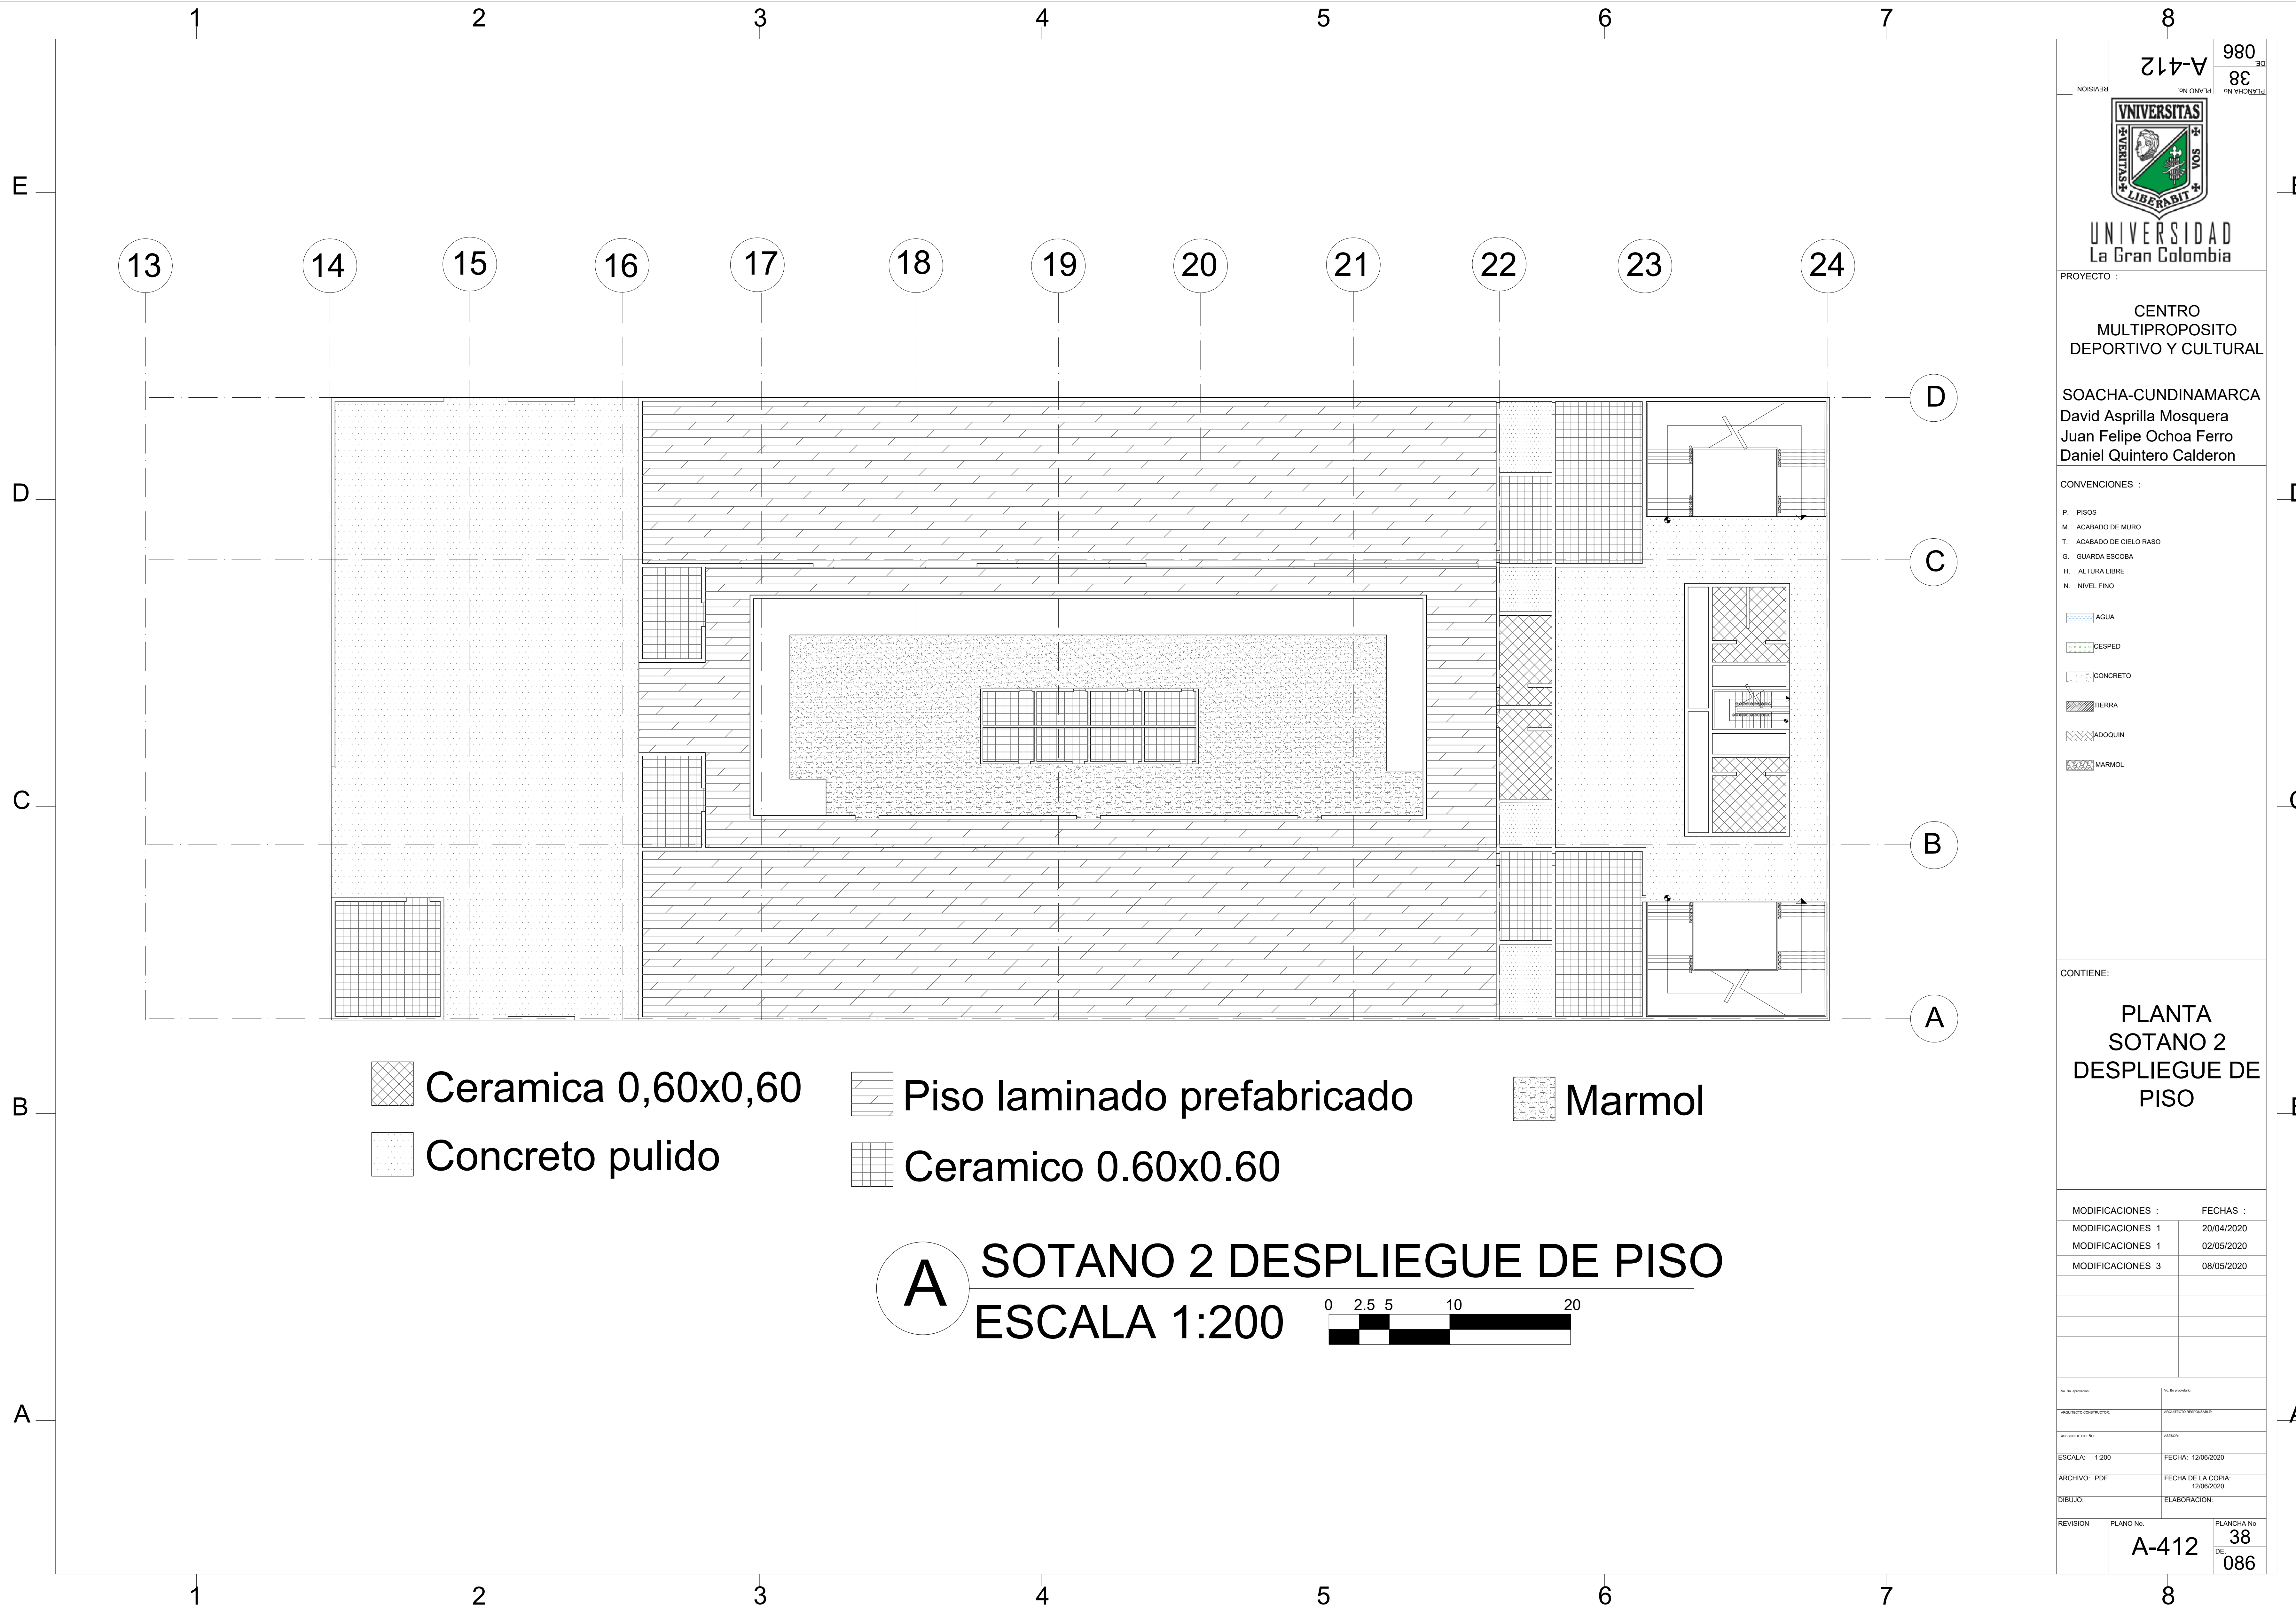 1 2 3 4 5 6 7 8
E
D
C
B
A
13 14 15 16 17 18 19 20 21 22 23 24
D
C
B
A
Ceramica 0,60x0,60
Piso laminado prefabricado
Marmol
Concreto pulido
Ceramico 0.60x0.60
A
SOTANO 2 DESPLIEGUE DE PISO
ESCALA 1:200
0 2.5 5 10 20
1 2 3 4 5 6 7 8
REVISION
PLANO No.
A-412
PLANCHA No
38
DE.
086
VNIVERSITAS
VERITAS
VOS
LIBERABIT
UNIVERSIDAD
La Gran Colombia
PROYECTO :
CENTRO
MULTIPROPOSITO
DEPORTIVO Y CULTURAL
SOACHA-CUNDINAMARCA
David Asprilla Mosquera
Juan Felipe Ochoa Ferro
Daniel Quintero Calderon
CONVENCIONES :
P. PISOS
M. ACABADO DE MURO
T. ACABADO DE CIELO RASO
G. GUARDA ESCOBA
H. ALTURA LIBRE
N. NIVEL FINO
AGUA
CESPED
CONCRETO
TIERRA
ADOQUIN
MARMOL
CONTIENE:
PLANTA
SOTANO 2
DESPLIEGUE DE
PISO
MODIFICACIONES : FECHAS :
MODIFICACIONES 1 20/04/2020
MODIFICACIONES 1 02/05/2020
MODIFICACIONES 3 08/05/2020
ARQUITECTO CONSTRUCTOR: ARQUITECTO RESPONSABLE:
ASESOR DE DISEÑO: ASESOR:
ESCALA: 1:200 FECHA: 12/06/2020
ARCHIVO: PDF FECHA DE LA COPIA:
12/06/2020
DIBUJO: ELABORACION:
REVISION
PLANO No.
A-412
PLANCHA No
38
DE.
086